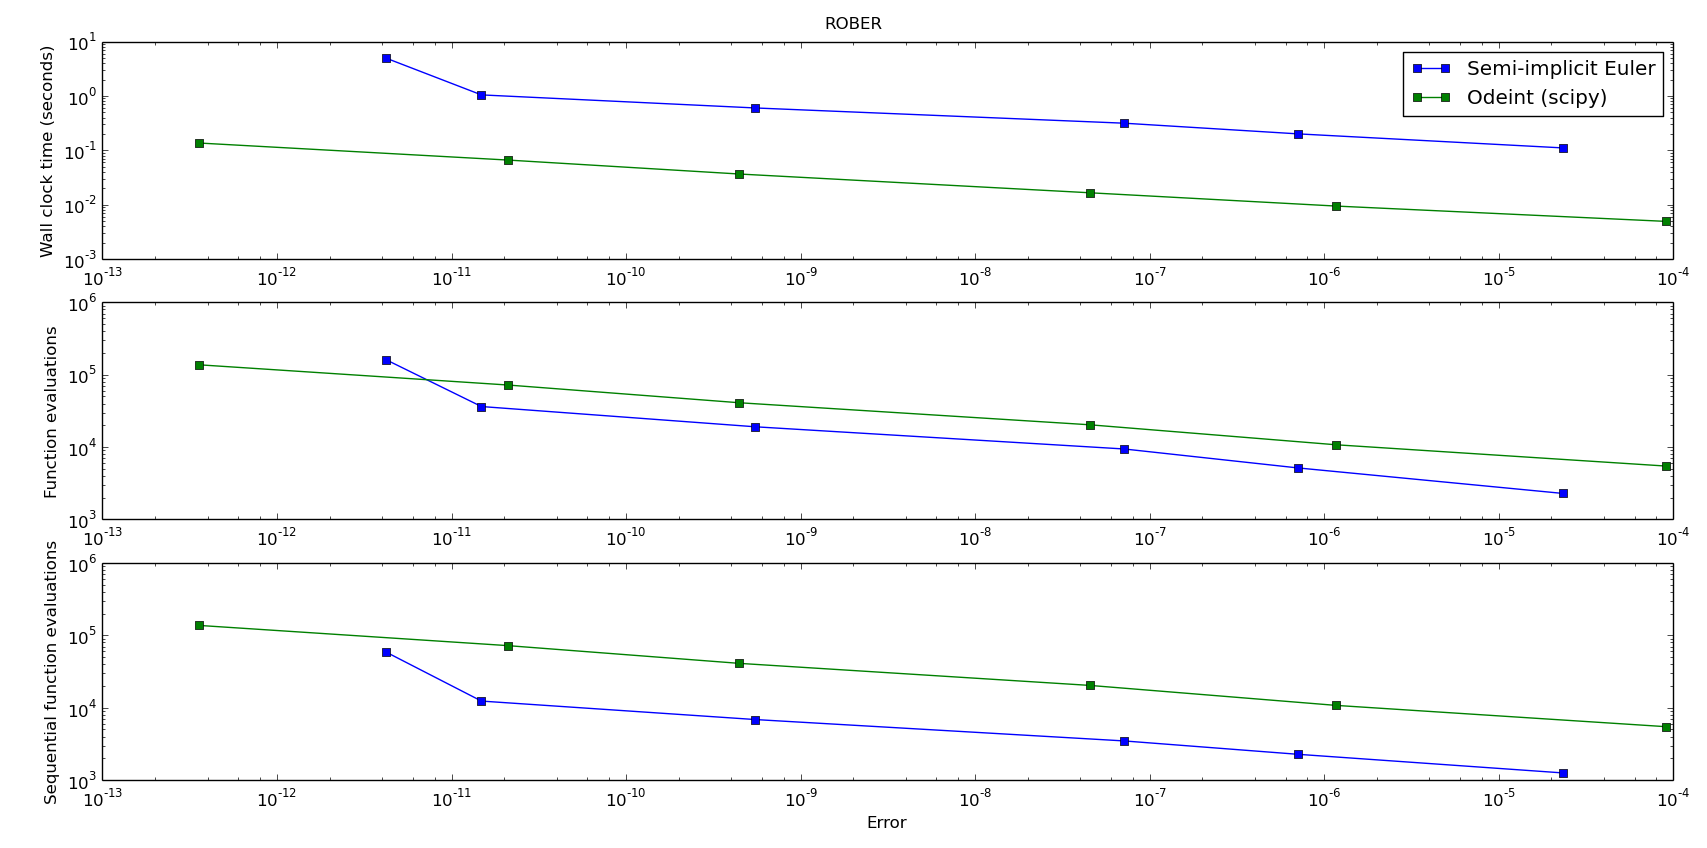 ROBER
Wall clock time (seconds)
10^1
10^0
10^-1
10^-2
10^-3
Semi-implicit Euler
Odeint (scipy)
10^-13 10^-12 10^-11 10^-10 10^-9 10^-8 10^-7 10^-6 10^-5 10^-4
Function evaluations
10^6
10^5
10^4
10^3
10^-13 10^-12 10^-11 10^-10 10^-9 10^-8 10^-7 10^-6 10^-5 10^-4
Sequential function evaluations
10^6
10^5
10^4
10^3
10^-13 10^-12 10^-11 10^-10 10^-9 10^-8 10^-7 10^-6 10^-5 10^-4
Error